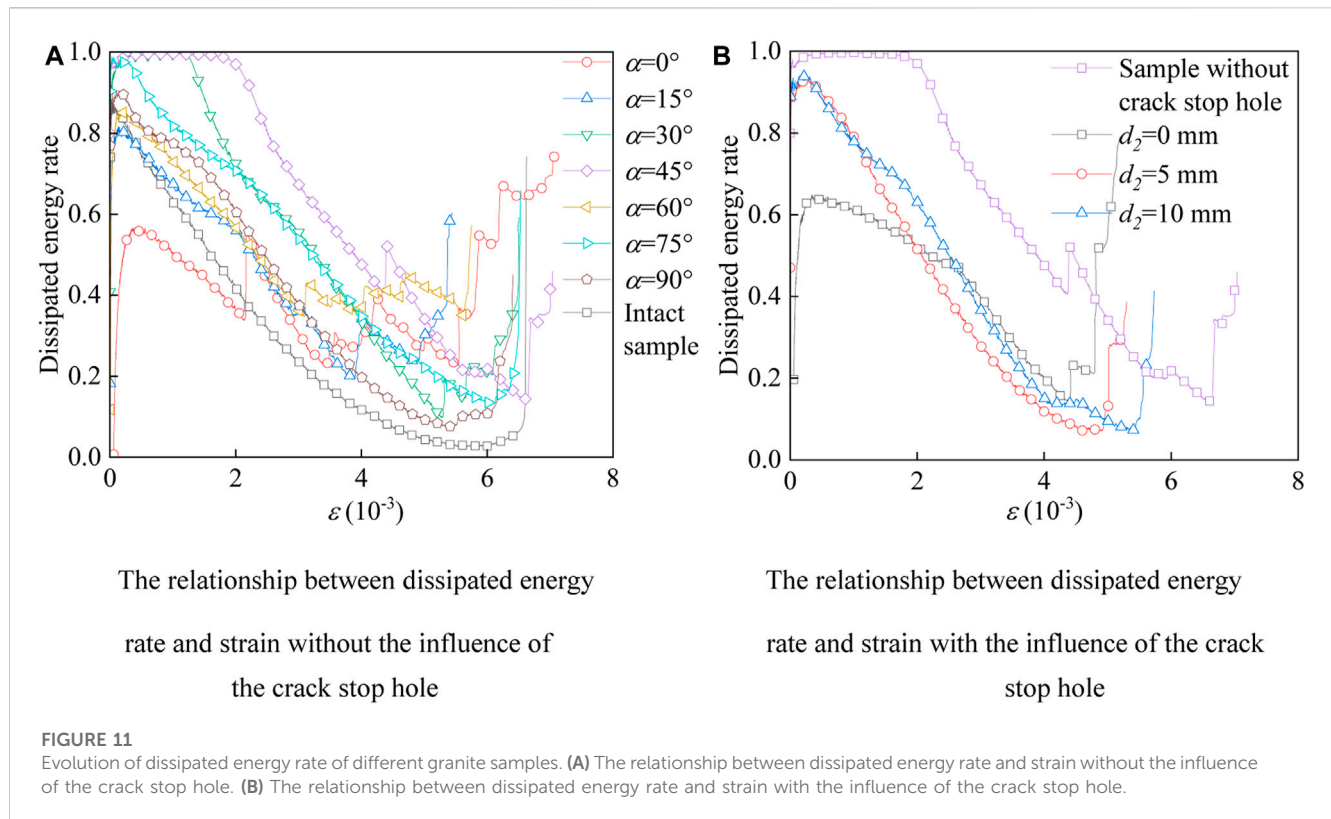 A
1.0
0.8
0.6
0.4
0.2
0.0
Dissipated energy rate
0 2 4 6 8
ε (10⁻³)
α=0°
α=15°
α=30°
α=45°
α=60°
α=75°
α=90°
Intact
sample
B
1.0
0.8
0.6
0.4
0.2
0.0
Dissipated energy rate
0 2 4 6 8
ε (10⁻³)
Sample without
crack stop hole
d₂=0 mm
d₂=5 mm
d₂=10 mm
The relationship between dissipated energy
rate and strain without the influence of
the crack stop hole
The relationship between dissipated energy
rate and strain with the influence of the crack
stop hole
FIGURE 11
Evolution of dissipated energy rate of different granite samples. (A) The relationship between dissipated energy rate and strain without the influence
of the crack stop hole. (B) The relationship between dissipated energy rate and strain with the influence of the crack stop hole.